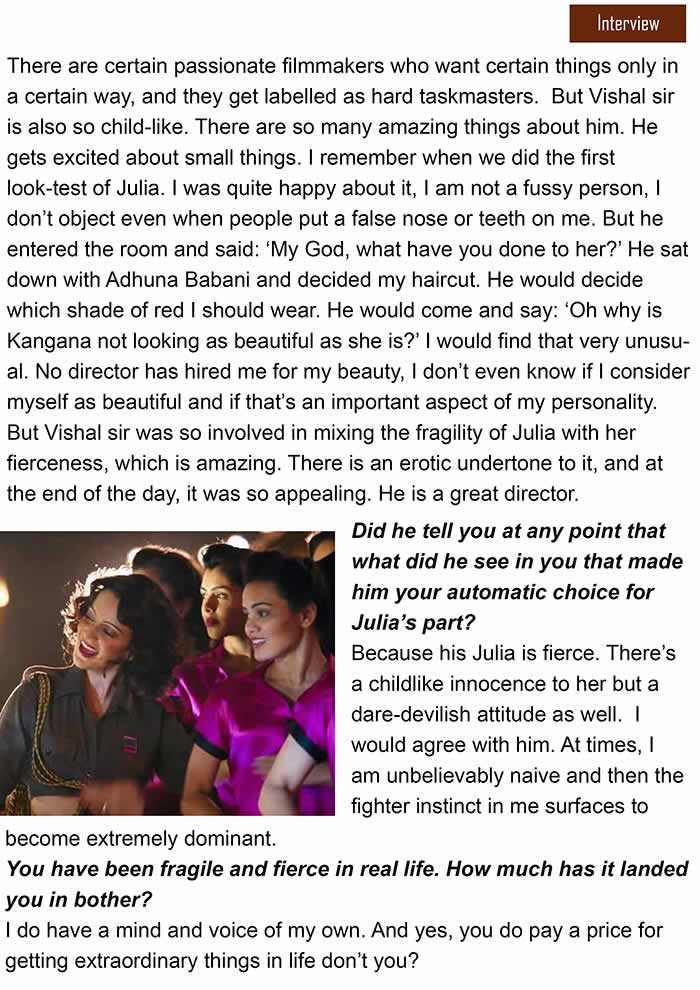 Interview
There are certain passionate filmmakers who want certain things only in
a certain way, and they get labelled as hard taskmasters.  But Vishal sir
is also so child-like. There are so many amazing things about him. He
gets excited about small things. I remember when we did the first
look-test of Julia. I was quite happy about it, I am not a fussy person, I
don’t object even when people put a false nose or teeth on me. But he
entered the room and said: ‘My God, what have you done to her?’ He sat
down with Adhuna Babani and decided my haircut. He would decide
which shade of red I should wear. He would come and say: ‘Oh why is
Kangana not looking as beautiful as she is?’ I would find that very unusu-
al. No director has hired me for my beauty, I don’t even know if I consider
myself as beautiful and if that’s an important aspect of my personality.
But Vishal sir was so involved in mixing the fragility of Julia with her
fierceness, which is amazing. There is an erotic undertone to it, and at
the end of the day, it was so appealing. He is a great director.
Did he tell you at any point that
what did he see in you that made
him your automatic choice for
Julia’s part?
Because his Julia is fierce. There’s
a childlike innocence to her but a
dare-devilish attitude as well.  I
would agree with him. At times, I
am unbelievably naive and then the
fighter instinct in me surfaces to
become extremely dominant.
You have been fragile and fierce in real life. How much has it landed
you in bother?
I do have a mind and voice of my own. And yes, you do pay a price for
getting extraordinary things in life don’t you?